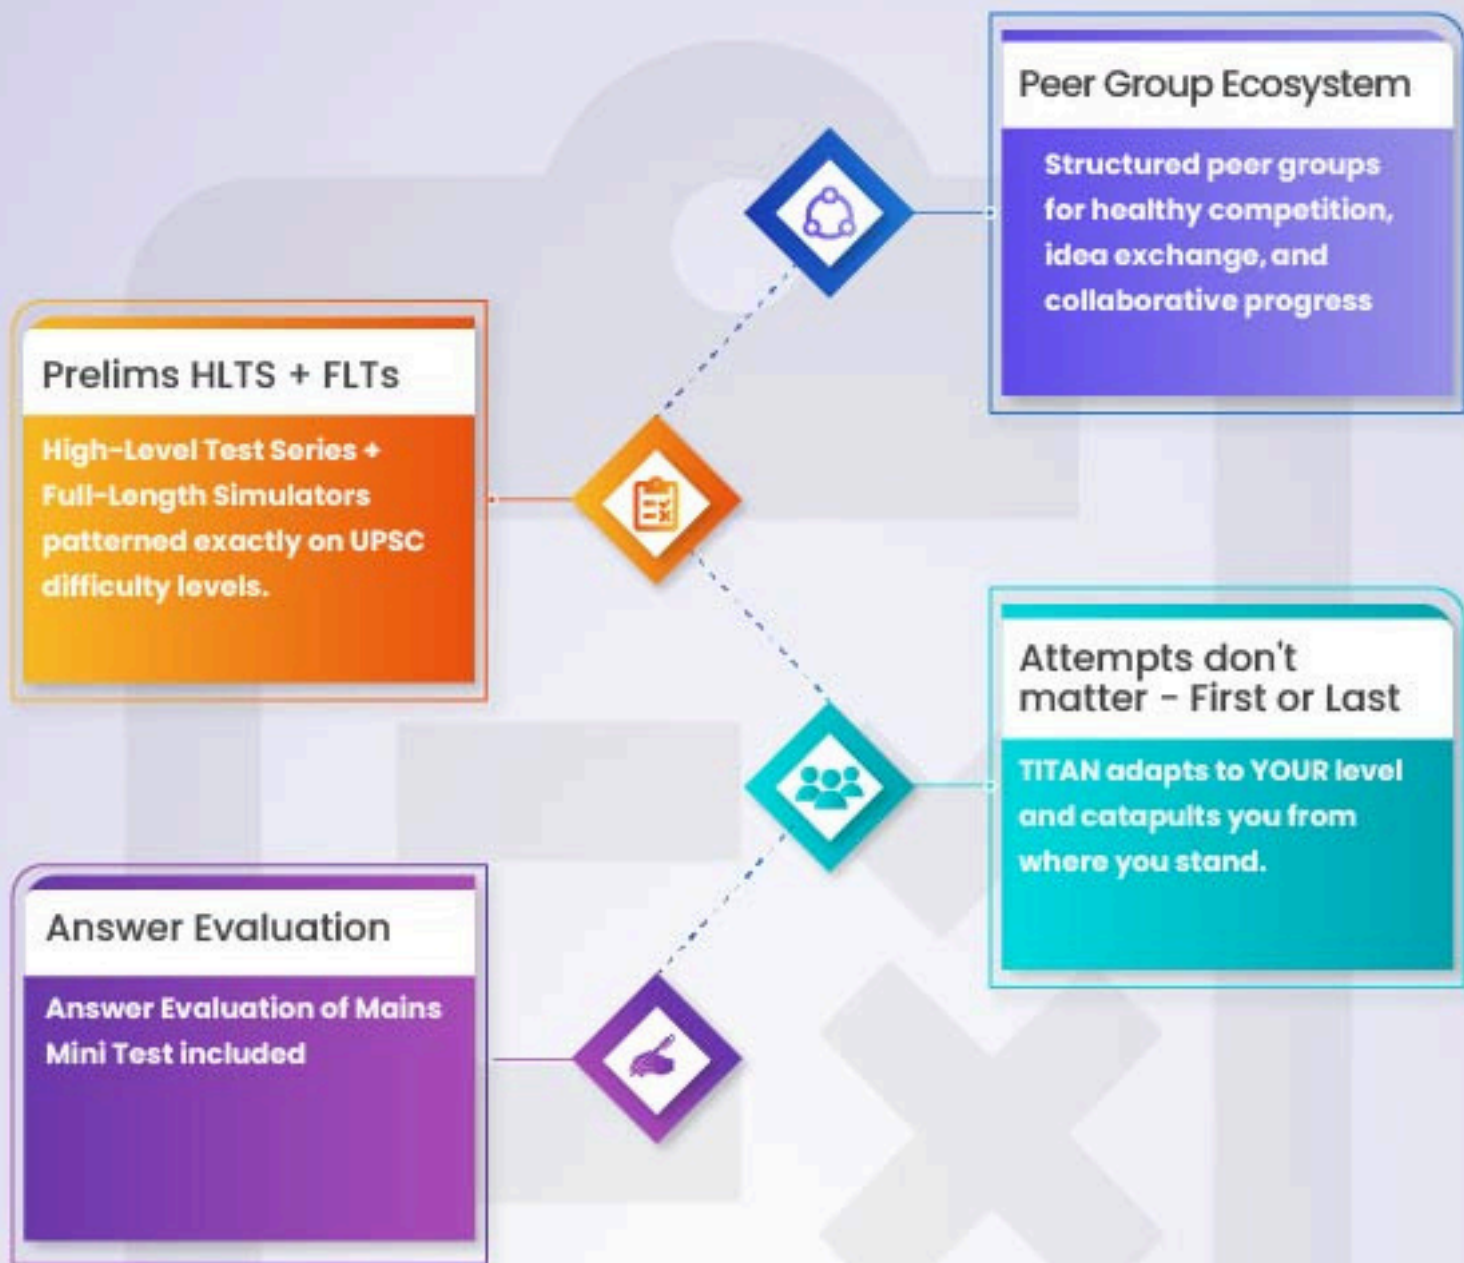 Peer Group Ecosystem
Structured peer groups
for healthy competition,
idea exchange, and
collaborative progress
Prelims HLTS + FLTs
High-Level Test Series +
Full-Length Simulators
patterned exactly on UPSC
difficulty levels.
Attempts don't
matter - First or Last
TITAN adapts to YOUR level
and catapults you from
where you stand.
Answer Evaluation
Answer Evaluation of Mains
Mini Test included